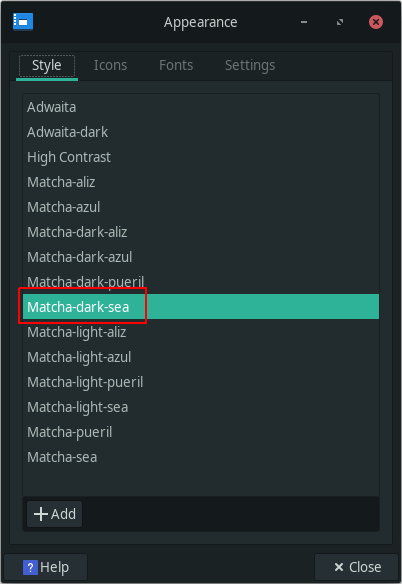 Appearance
Style Icons Fonts Settings
Adwaita
Adwaita-dark
High Contrast
Matcha-aliz
Matcha-azul
Matcha-dark-aliz
Matcha-dark-azul
Matcha-dark-pueril
Matcha-dark-sea
Matcha-light-aliz
Matcha-light-azul
Matcha-light-pueril
Matcha-light-sea
Matcha-pueril
Matcha-sea
+ Add
? Help × Close